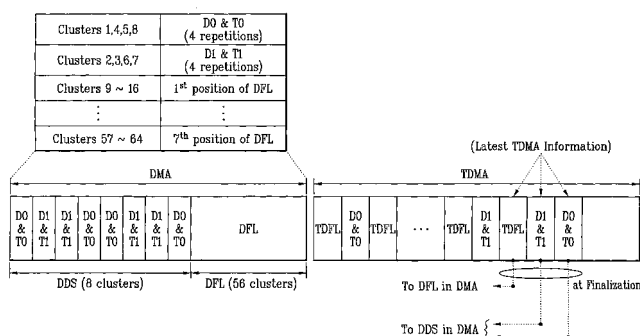 Clusters 1,4,5,8 D0 & T0 (4 repetitions)
Clusters 2,3,6,7 D1 & T1 (4 repetitions)
Clusters 9 ~ 16 1st position of DFL
⋮ ⋮
Clusters 57 ~ 64 7th position of DFL
(Latest TDMA Information)
DMA TDMA
D0 & T0 D1 & T1 D1 & T1 D0 & T0 D0 & T0 D1 & T1 D1 & T1 D0 & T0 DFL TDFL D0 & T0 TDFL ··· TDFL D1 & T1 TDFL D1 & T1 D0 & T0
DDS (8 clusters) DFL (56 clusters)
To DFL in DMA at Finalization
To DDS in DMA